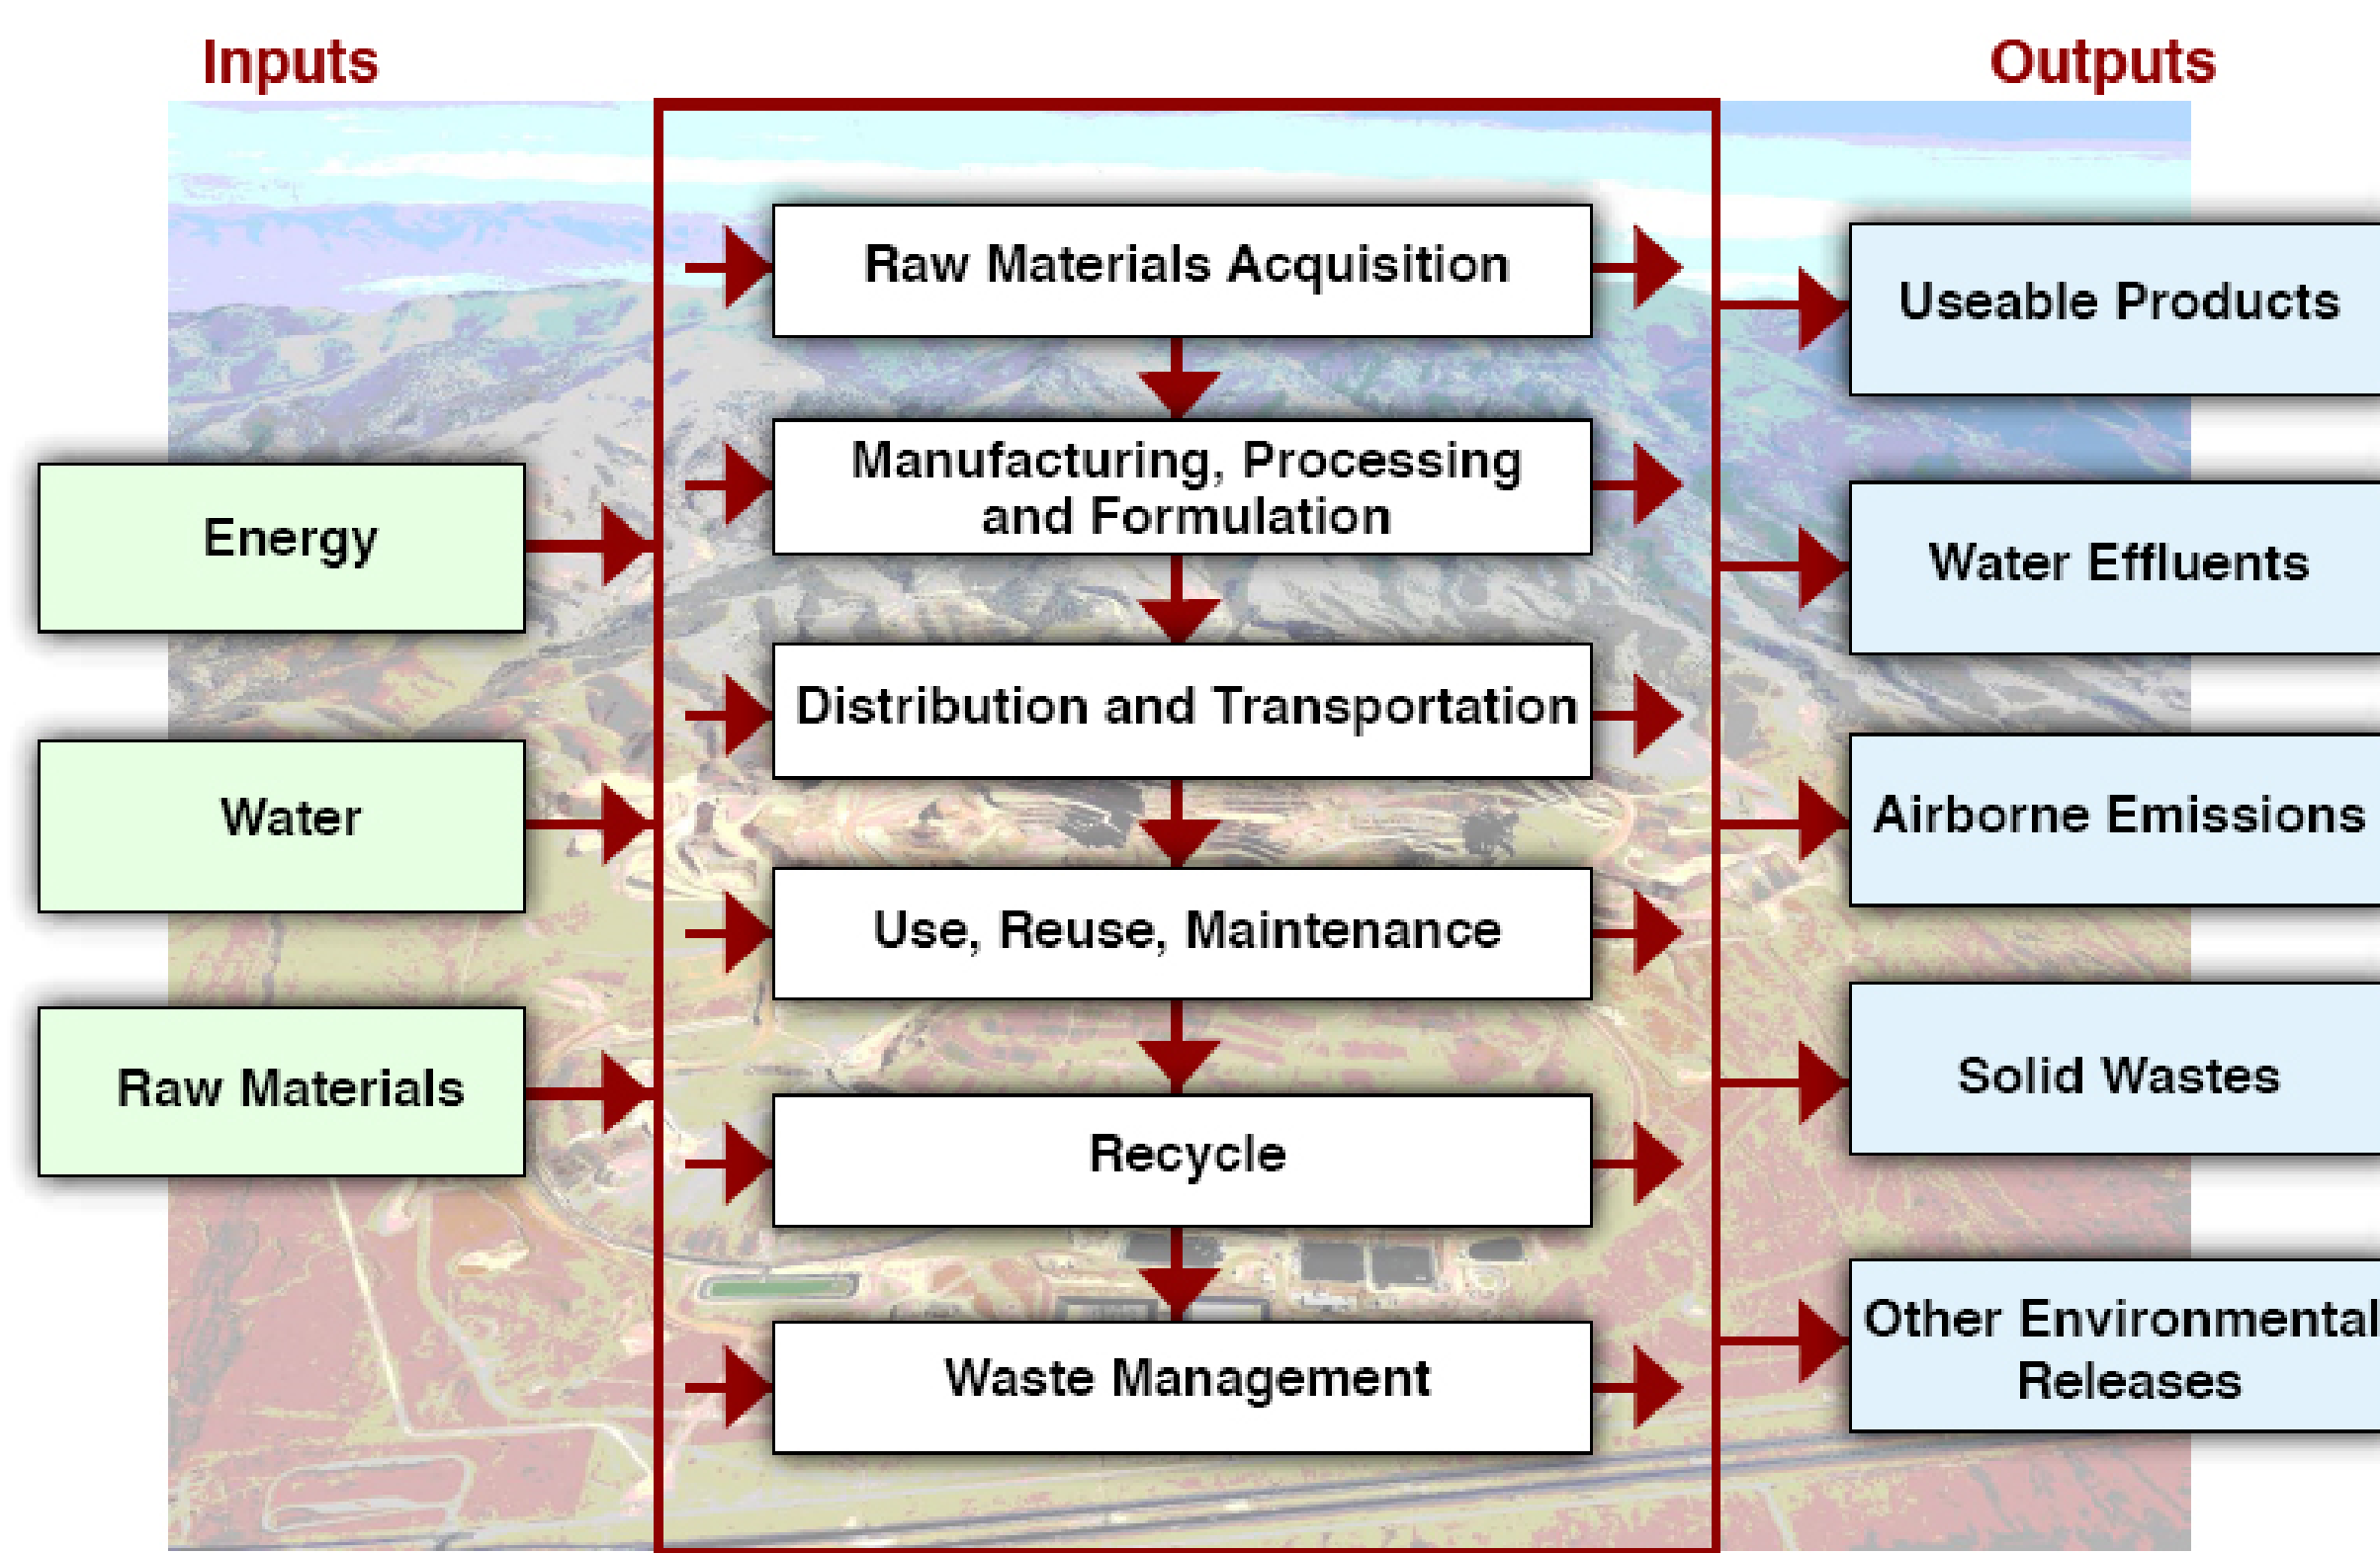 Inputs
Outputs
Energy
Water
Raw Materials
Raw Materials Acquisition
Manufacturing, Processing
and Formulation
Distribution and Transportation
Use, Reuse, Maintenance
Recycle
Waste Management
Useable Products
Water Effluents
Airborne Emissions
Solid Wastes
Other Environmental
Releases